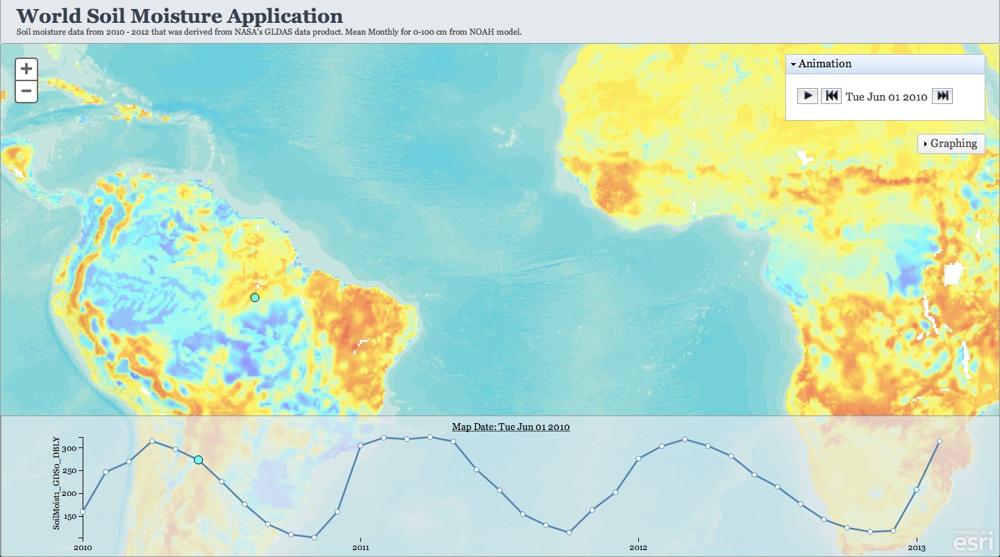 World Soil Moisture Application
Soil moisture data from 2010 - 2012 that was derived from NASA's GLDAS data product. Mean Monthly for 0-100 cm from NOAH model.
+
−
Animation
Tue Jun 01 2010
Graphing
Map Date: Tue Jun 01 2010
SoilMoist1_GDS0_DBLY
300
250
200
150
2010
2011
2012
2013
POWERED BY
esri